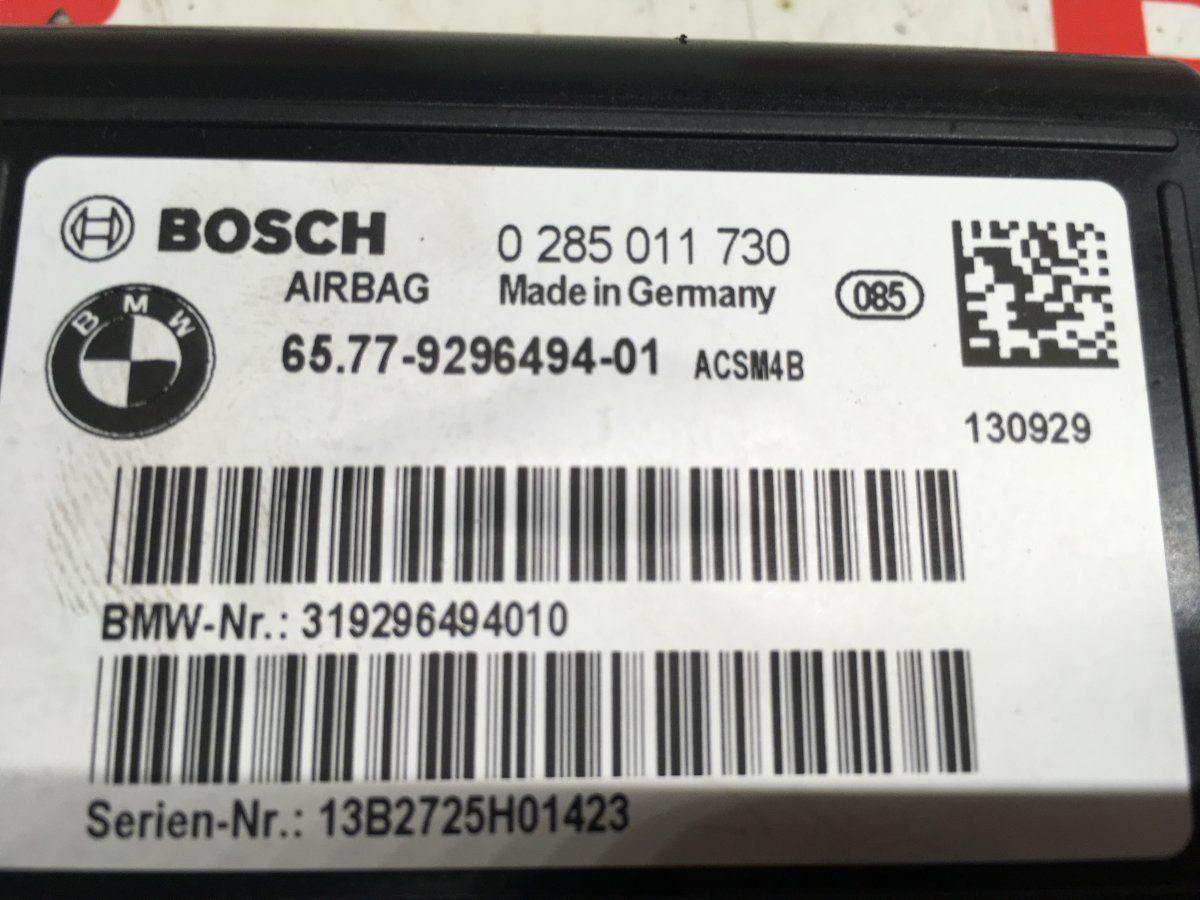 BOSCH 0 285 011 730
AIRBAG Made in Germany 085
BMW
65.77-9296494-01 ACSM4B
130929
BMW-Nr.: 319296494010
Serien-Nr.: 13B2725H01423